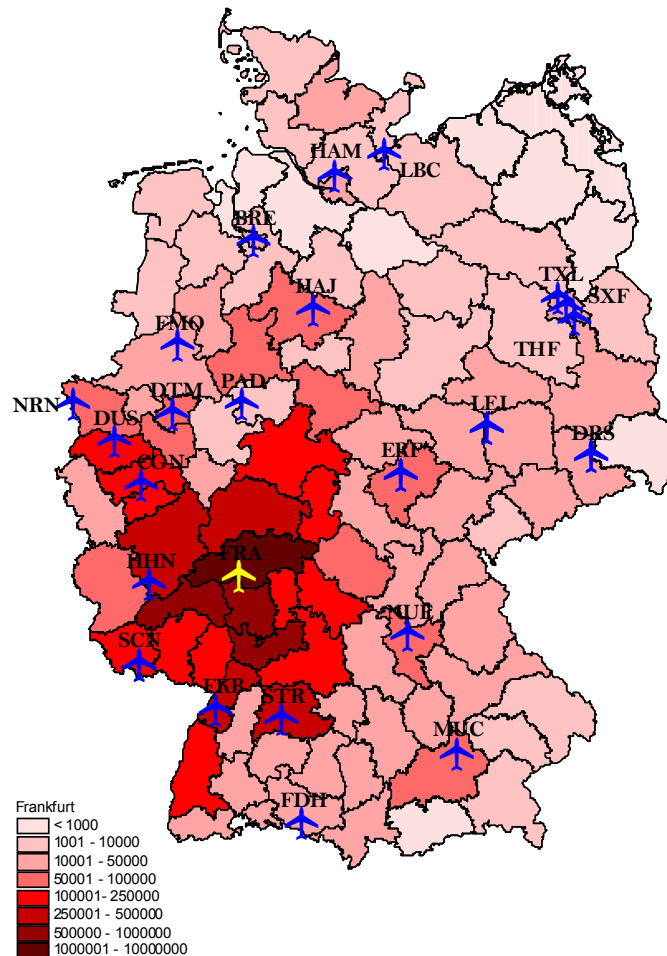 HAM
LBC
BRE
TXL
HAJ
SXF
FMO
THF
PAD
DTM
NRN
LEJ
DUS
DRS
ERF
CGN
FRA
HHN
NUE
SCN
FKB
STR
MUC
FDH
Frankfurt
< 1000
1001 - 10000
10001 - 50000
50001 - 100000
100001- 250000
250001 - 500000
500000 - 1000000
1000001 - 10000000